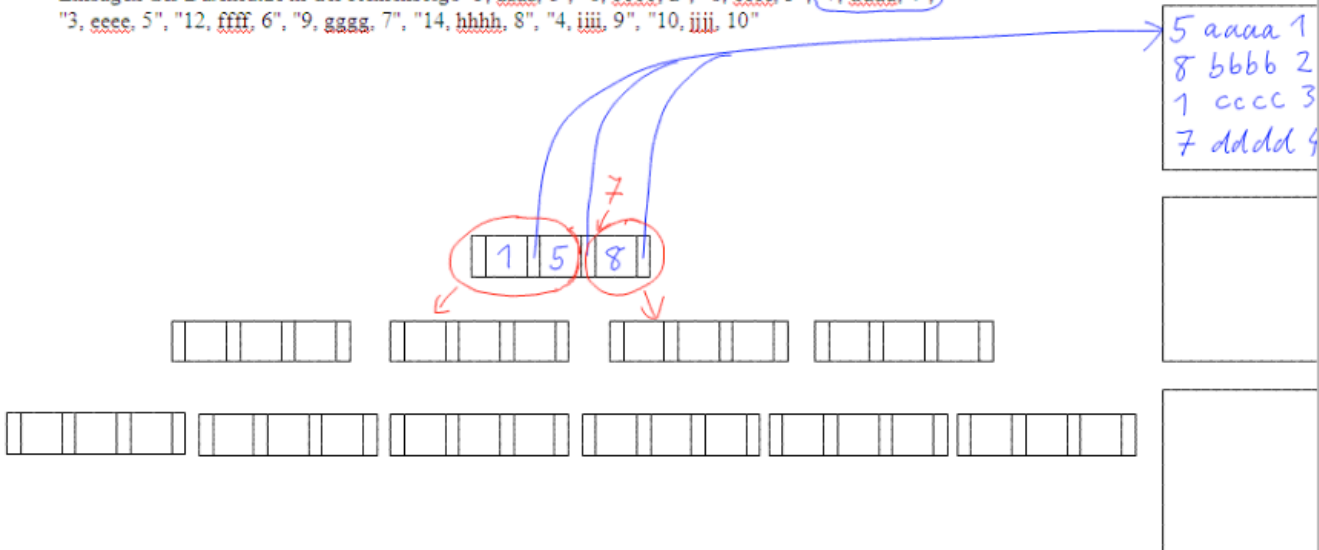 "3, eeee, 5", "12, ffff, 6", "9, gggg, 7", "14, hhhh, 8", "4, iiii, 9", "10, jjjj, 10"
5 aaaa 1
8 bbbb 2
1 cccc 3
7 dddd 4
7
1 5 8